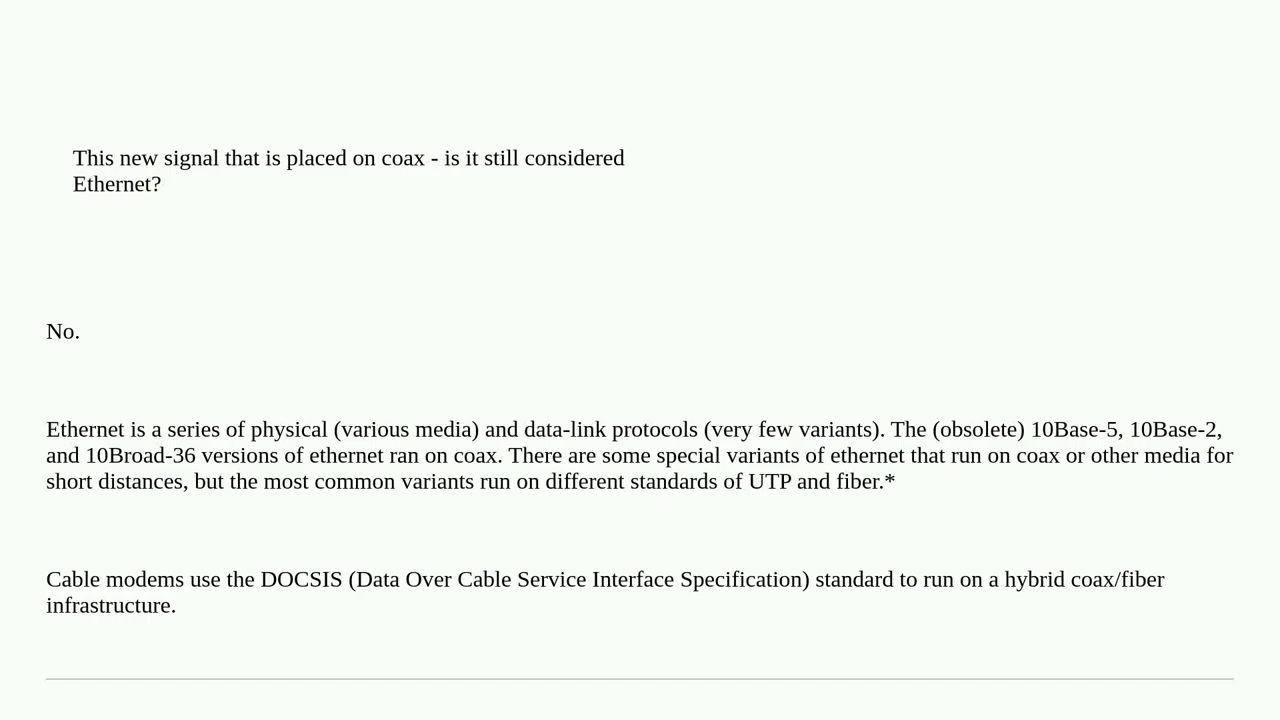 This new signal that is placed on coax - is it still considered
Ethernet?
No.
Ethernet is a series of physical (various media) and data-link protocols (very few variants). The (obsolete) 10Base-5, 10Base-2,
and 10Broad-36 versions of ethernet ran on coax. There are some special variants of ethernet that run on coax or other media for
short distances, but the most common variants run on different standards of UTP and fiber.*
Cable modems use the DOCSIS (Data Over Cable Service Interface Specification) standard to run on a hybrid coax/fiber
infrastructure.